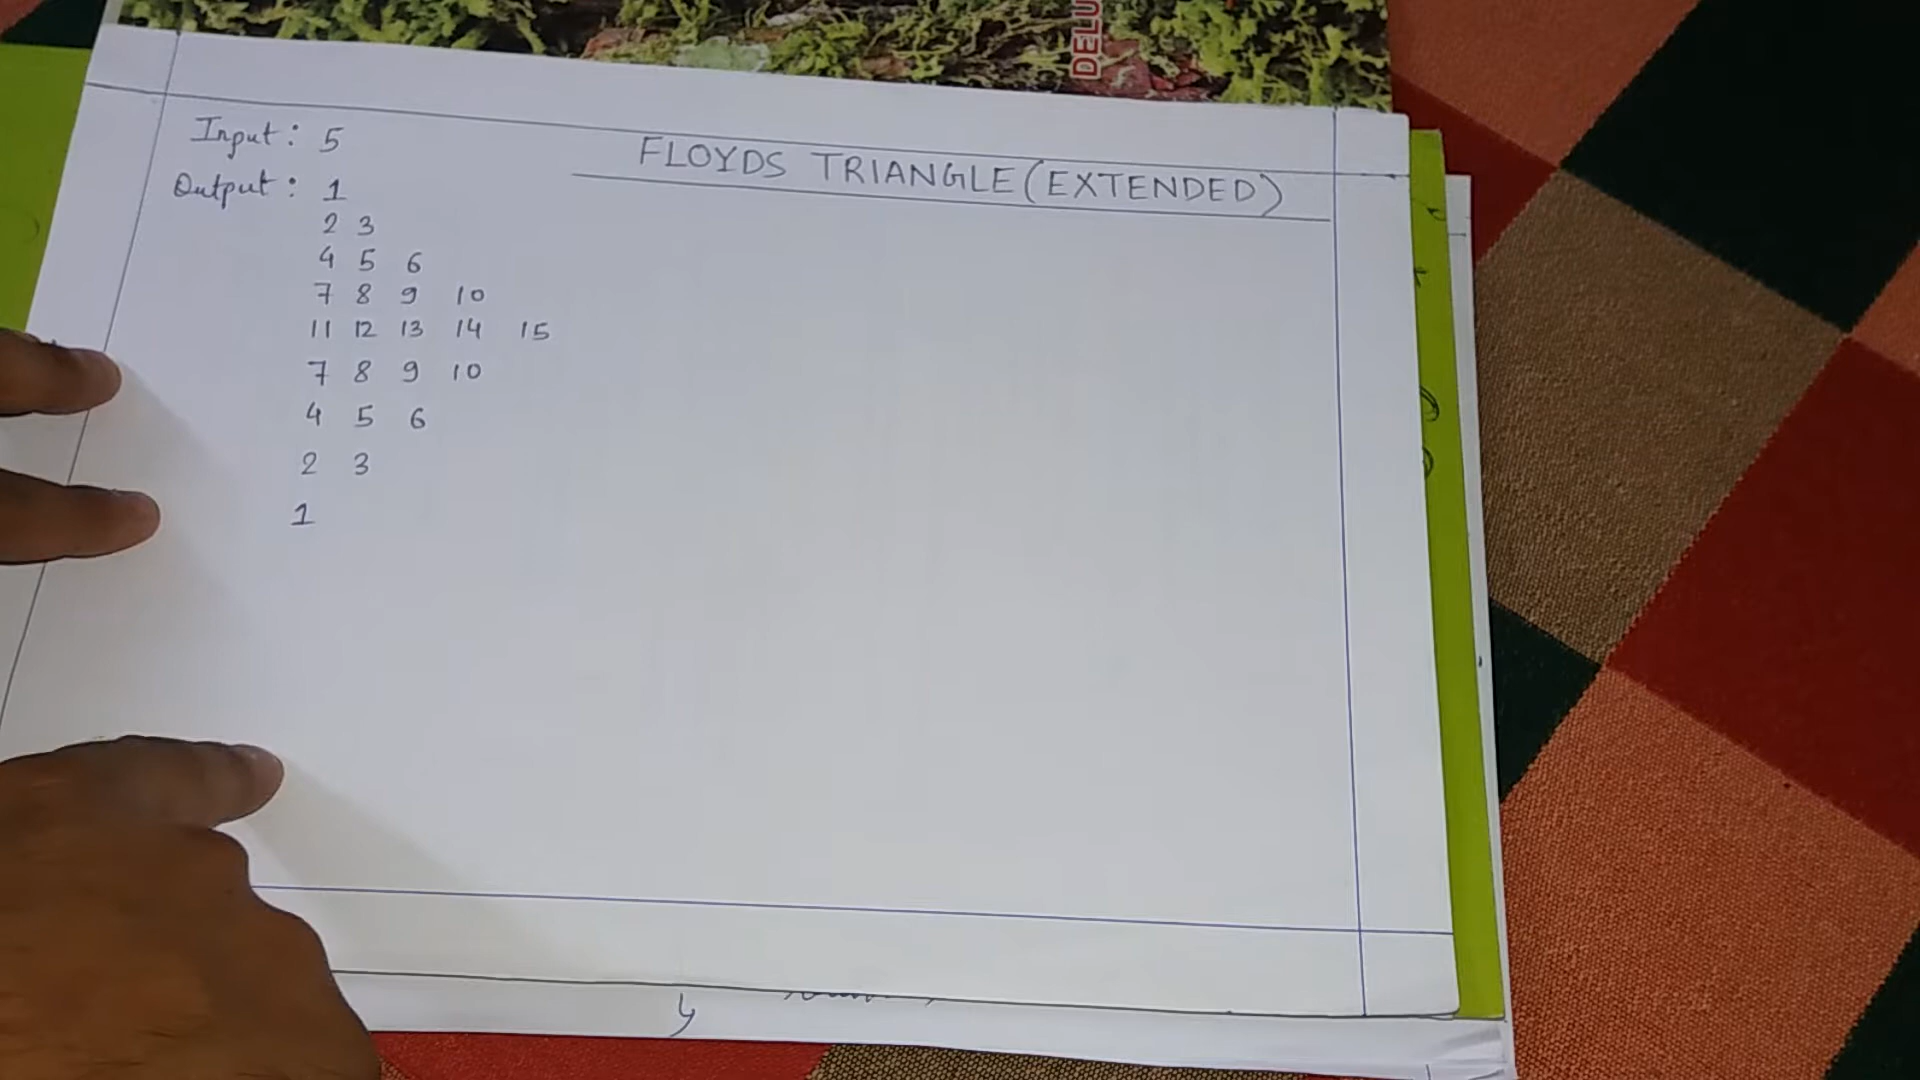 DELU
FLOYDS TRIANGLE (EXTENDED)
Input: 5
Output: 1
2 3
4 5 6
7 8 9 10
11 12 13 14 15
7 8 9 10
4 5 6
2 3
1
y